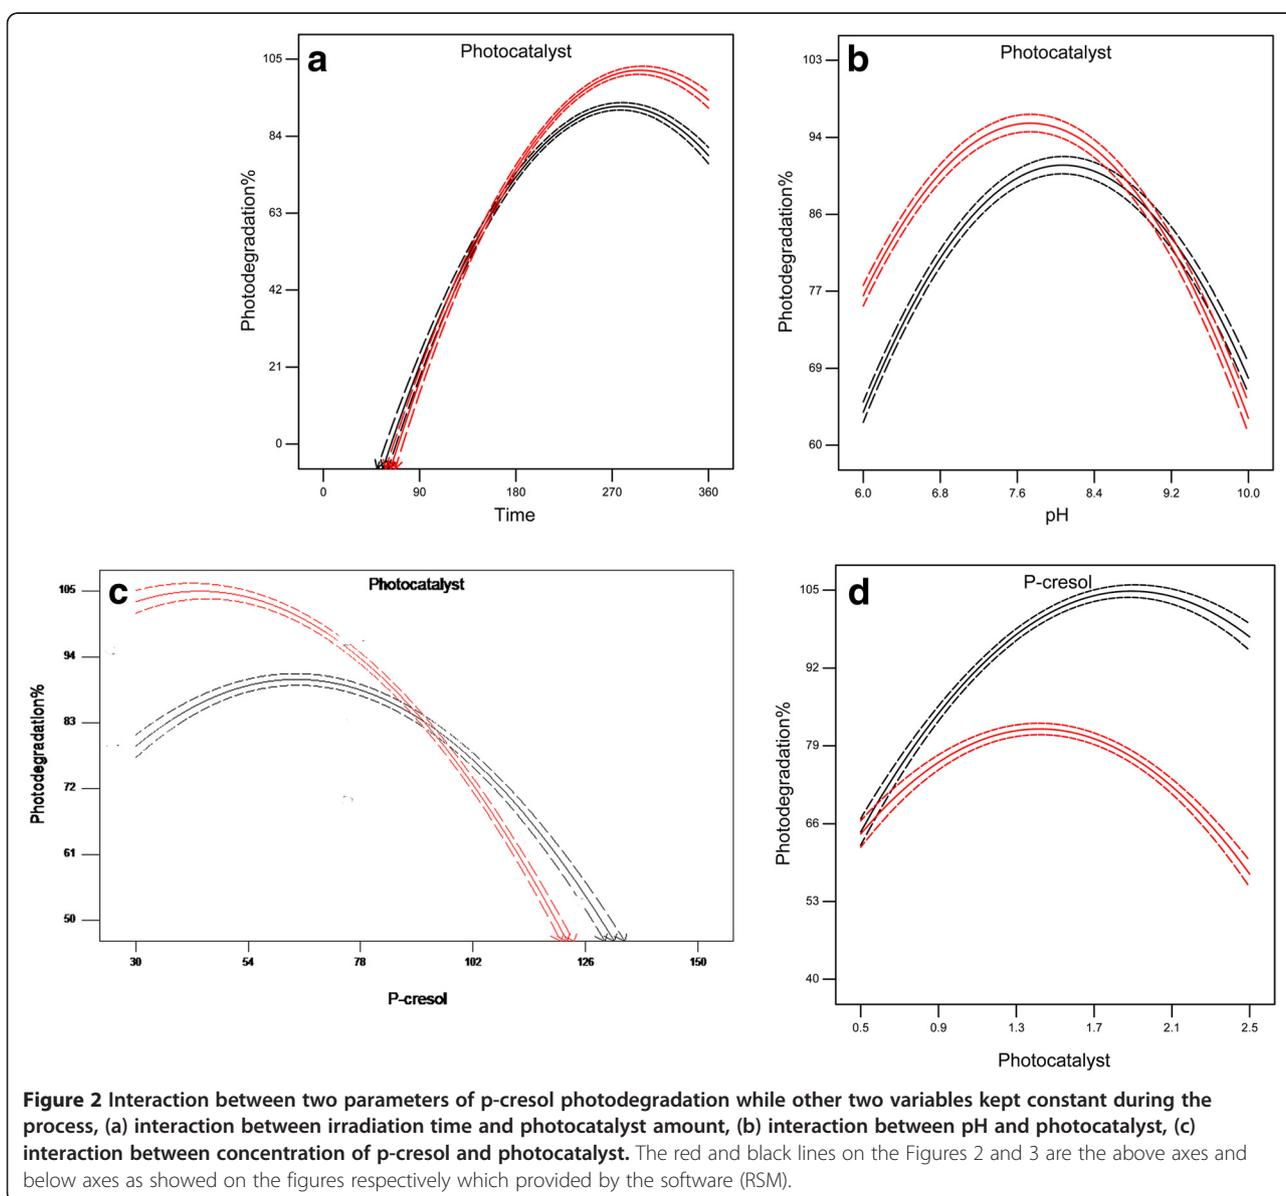 a
Photocatalyst
105
84
63
42
21
0
Photodegradation%
0 90 180 270 360
Time
b
Photocatalyst
103
94
86
77
69
60
Photodegradation%
6.0 6.8 7.6 8.4 9.2 10.0
pH
c
Photocatalyst
105
94
83
72
61
50
Photodegradation%
30 54 78 102 126 150
P-cresol
d
P-cresol
105
92
79
66
53
40
Photodegradation%
0.5 0.9 1.3 1.7 2.1 2.5
Photocatalyst
Figure 2 Interaction between two parameters of p-cresol photodegradation while other two variables kept constant during the
process, (a) interaction between irradiation time and photocatalyst amount, (b) interaction between pH and photocatalyst, (c)
interaction between concentration of p-cresol and photocatalyst. The red and black lines on the Figures 2 and 3 are the above axes and
below axes as showed on the figures respectively which provided by the software (RSM).